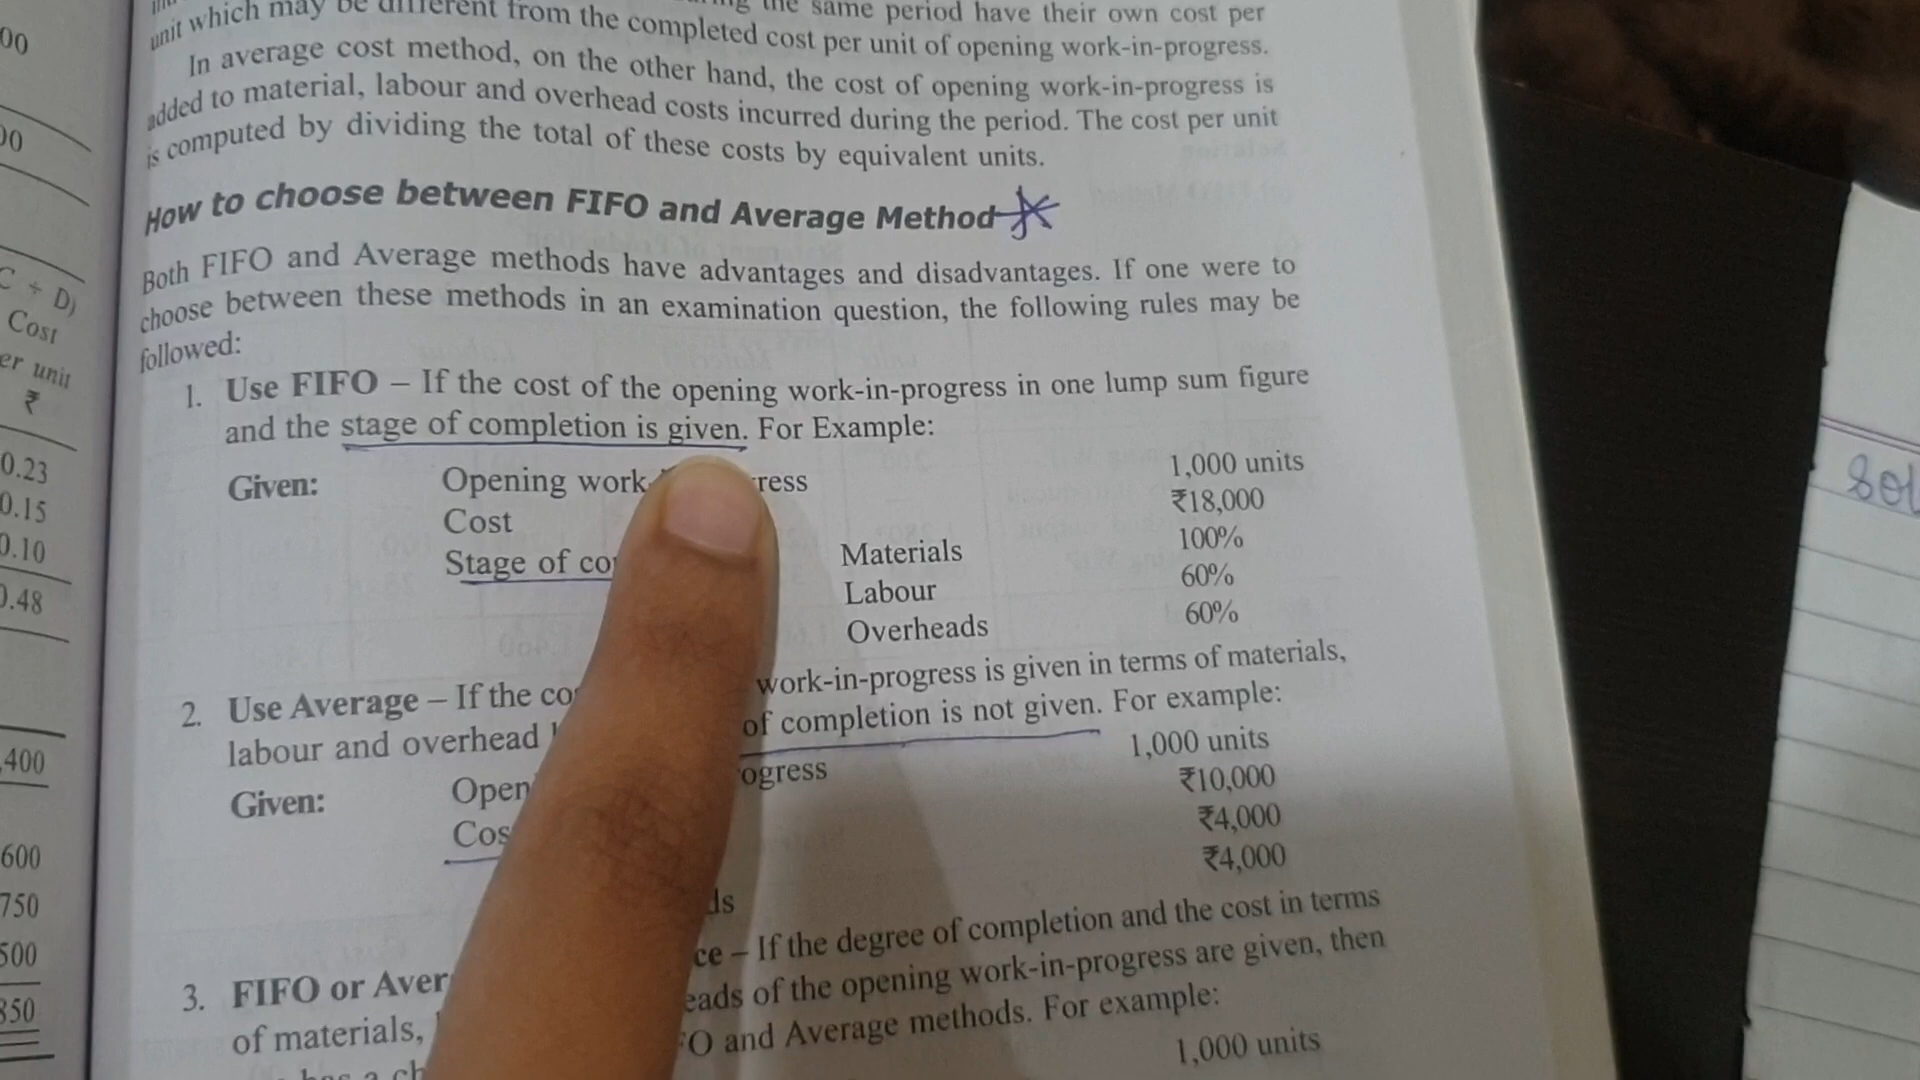 the same period have their own cost per
unit which may be different from the completed cost per unit of opening work-in-progress.
In average cost method, on the other hand, the cost of opening work-in-progress is
added to material, labour and overhead costs incurred during the period. The cost per unit
is computed by dividing the total of these costs by equivalent units.
How to choose between FIFO and Average Method
Both FIFO and Average methods have advantages and disadvantages. If one were to
choose between these methods in an examination question, the following rules may be
followed:
1. Use FIFO – If the cost of the opening work-in-progress in one lump sum figure
and the stage of completion is given. For Example:
Given: Opening work ress 1,000 units
Cost ₹18,000
Stage of co Materials 100%
Labour 60%
Overheads 60%
2. Use Average – If the co work-in-progress is given in terms of materials,
labour and overhead of completion is not given. For example:
Given: Open ogress 1,000 units
Cos ₹10,000
₹4,000
ds ₹4,000
3. FIFO or Aver ce – If the degree of completion and the cost in terms
of materials, eads of the opening work-in-progress are given, then
O and Average methods. For example:
1,000 units
00
00
C ÷ D)
Cost
er unit
₹
0.23
0.15
0.10
0.48
400
600
750
500
850
Sol